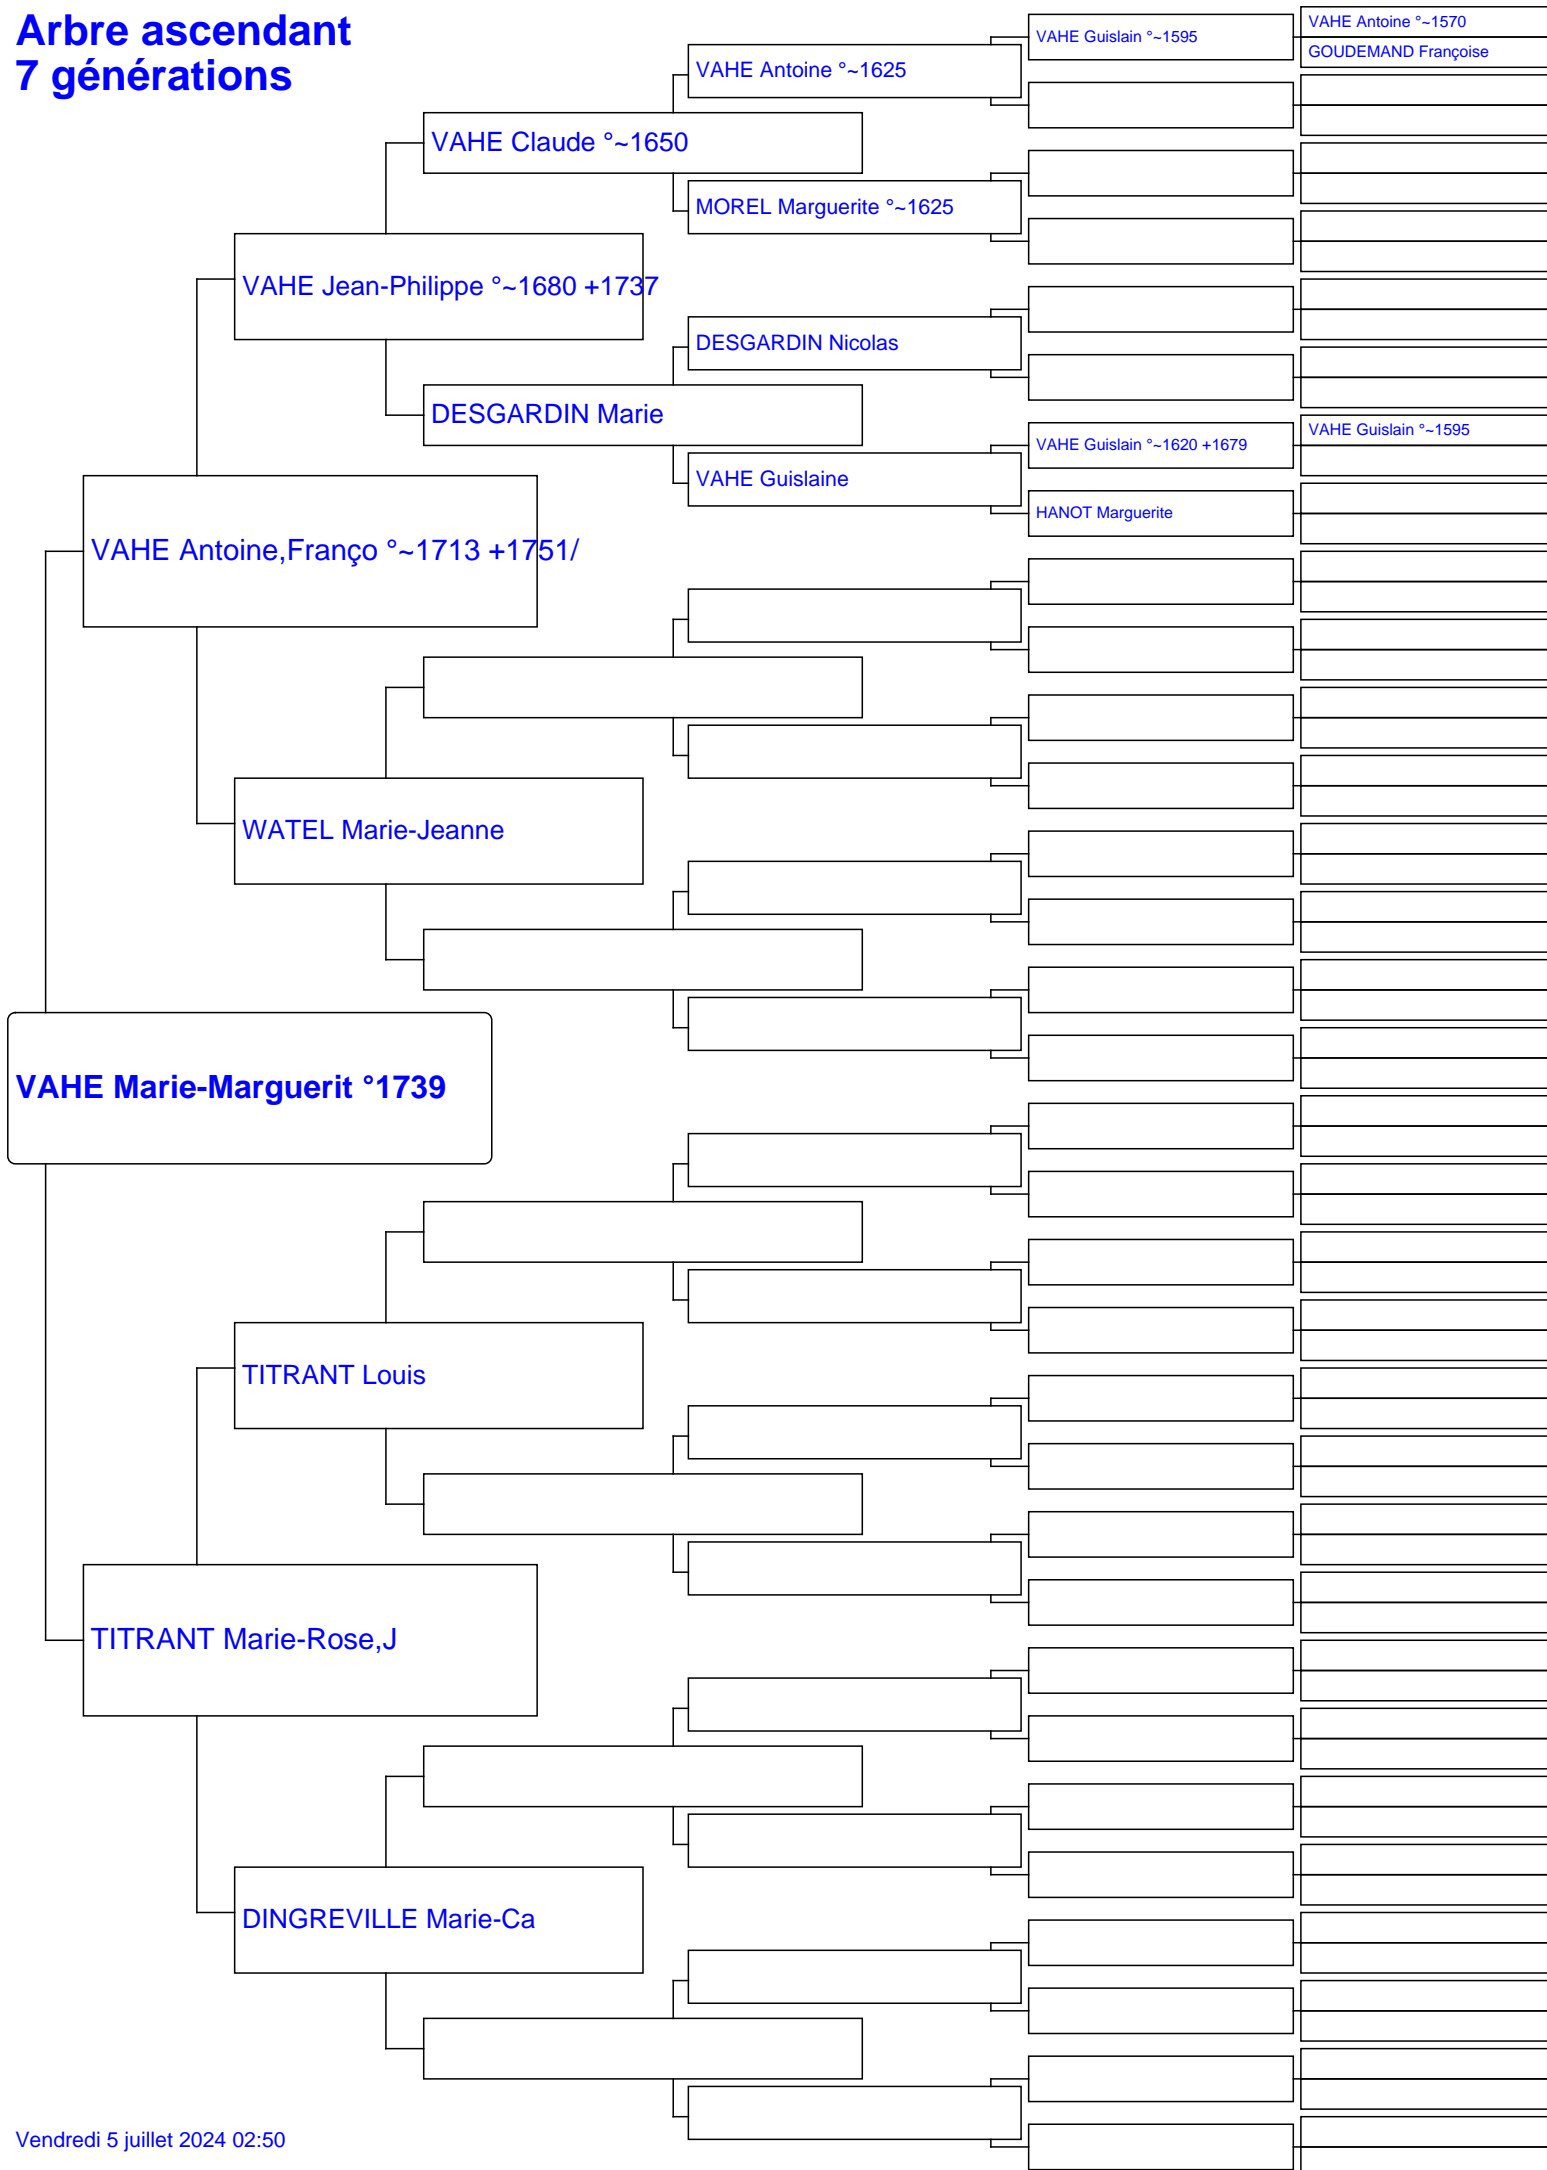 Arbre ascendant
7 générations
VAHE Guislain °~1595
VAHE Antoine °~1570
GOUDEMAND Françoise
VAHE Antoine °~1625
VAHE Claude °~1650
MOREL Marguerite °~1625
VAHE Jean-Philippe °~1680 +1737
DESGARDIN Nicolas
DESGARDIN Marie
VAHE Guislain °~1620 +1679
VAHE Guislain °~1595
VAHE Guislaine
HANOT Marguerite
VAHE Antoine,Franço °~1713 +1751/
WATEL Marie-Jeanne
VAHE Marie-Marguerit °1739
TITRANT Louis
TITRANT Marie-Rose,J
DINGREVILLE Marie-Ca
Vendredi 5 juillet 2024 02:50